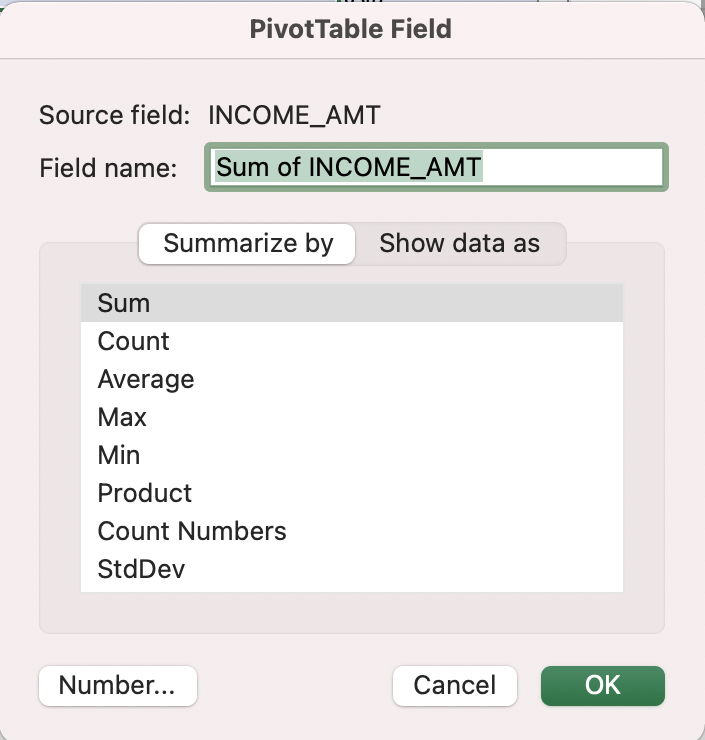 PivotTable Field
Source field: INCOME_AMT
Field name: Sum of INCOME_AMT
Summarize by Show data as
Sum
Count
Average
Max
Min
Product
Count Numbers
StdDev
Number... Cancel OK